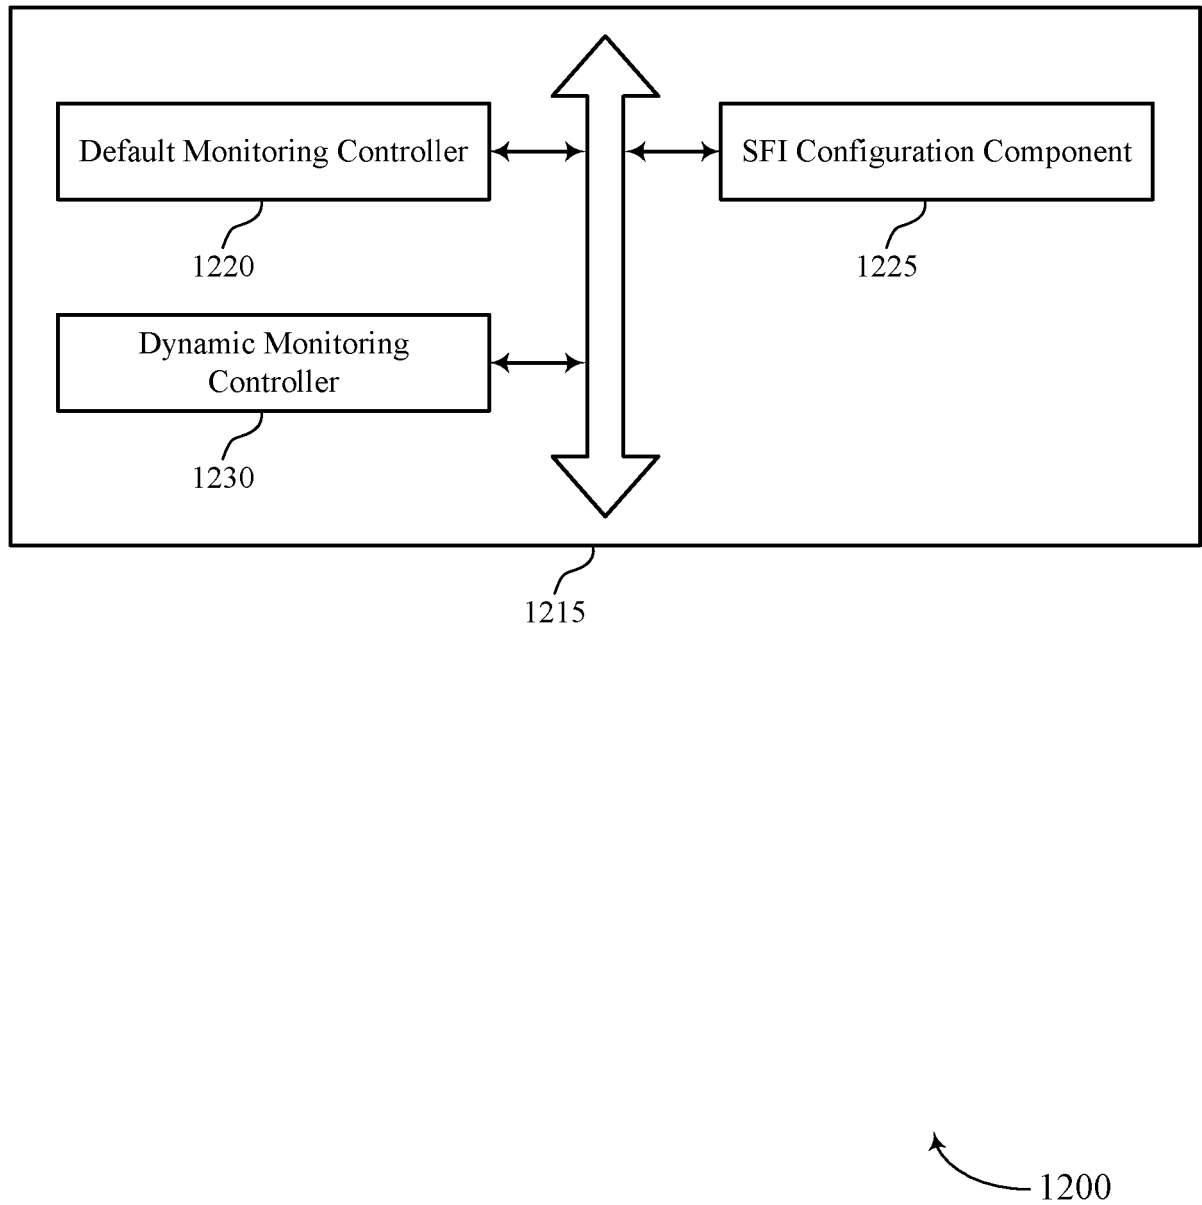 Default Monitoring Controller
SFI Configuration Component
1220
1225
Dynamic Monitoring
Controller
1230
1215
1200